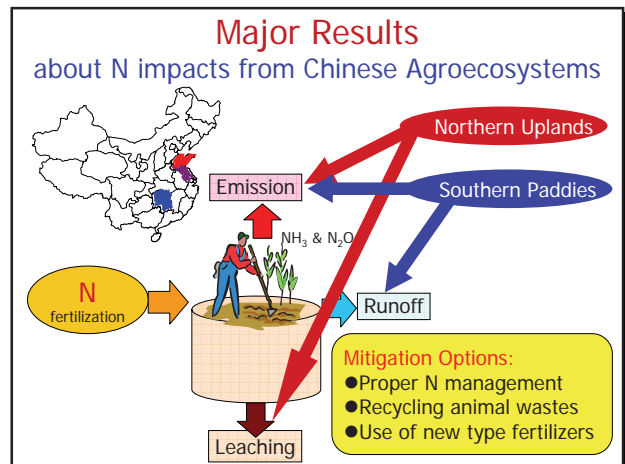 Major Results
about N impacts from Chinese Agroecosystems
Northern Uplands
Emission
Southern Paddies
NH₃ & N₂O
N
fertilization
Runoff
Mitigation Options:
●Proper N management
●Recycling animal wastes
●Use of new type fertilizers
Leaching